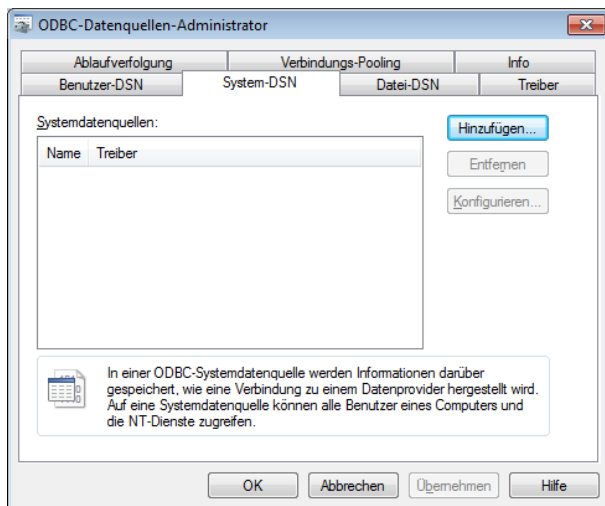 ODBC-Datenquellen-Administrator
Ablaufverfolgung Verbindungs-Pooling Info
Benutzer-DSN System-DSN Datei-DSN Treiber
Systemdatenquellen:
Hinzufügen...
Name Treiber
Entfernen
Konfigurieren...
In einer ODBC-Systemdatenquelle werden Informationen darüber
gespeichert, wie eine Verbindung zu einem Datenprovider hergestellt wird.
Auf eine Systemdatenquelle können alle Benutzer eines Computers und
die NT-Dienste zugreifen.
OK Abbrechen Übernehmen Hilfe